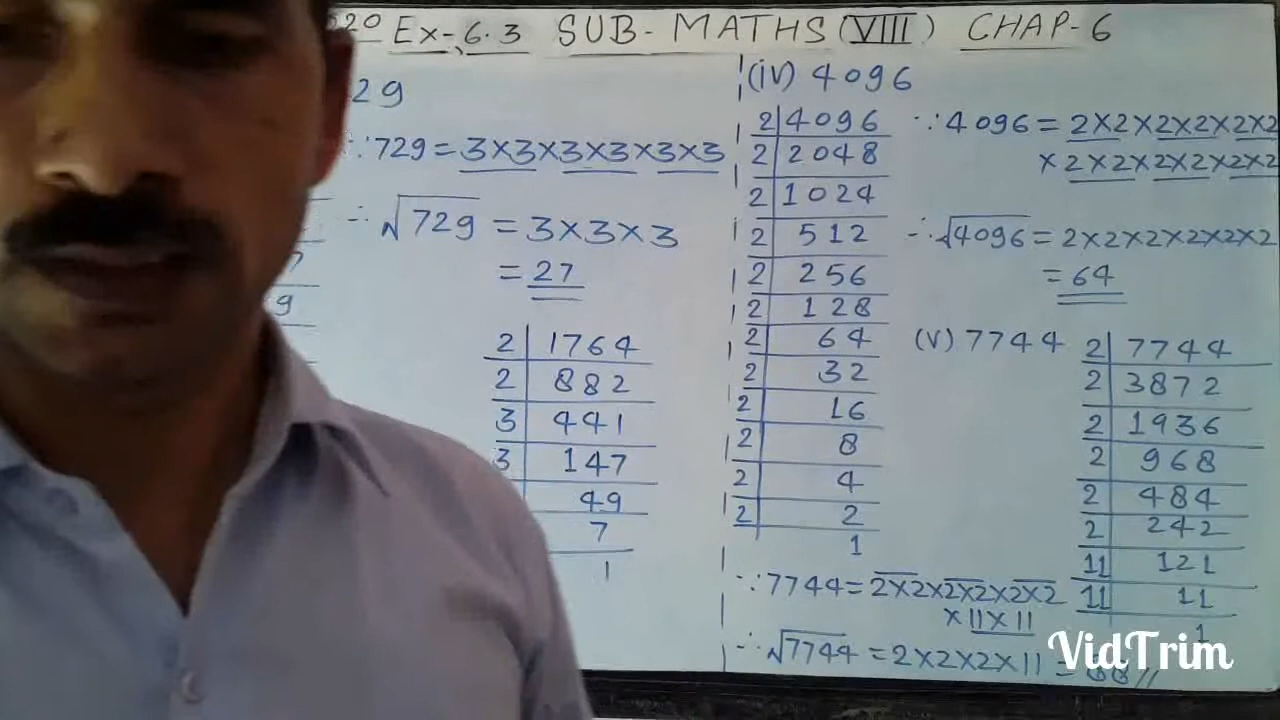 20 Ex-6.3 SUB-MATHS (VIII) CHAP-6
29
∵ 729 = 3×3×3×3×3×3
∴ √729 = 3×3×3
= 27
9
2 | 1764
2 | 882
3 | 441
3 | 147
49
7
1
(iv) 4096
2 | 4096
2 | 2048
2 | 1024
2 | 512
2 | 256
2 | 128
2 | 64
2 | 32
2 | 16
2 | 8
2 | 4
2 | 2
1
∵ 4096 = 2×2×2×2×2×2
×2×2×2×2×2×2
∴ √4096 = 2×2×2×2×2×2
= 64
(V) 7744
2 | 7744
2 | 3872
2 | 1936
2 | 968
2 | 484
2 | 242
11 | 121
11 | 11
1
∵ 7744 = 2×2×2×2×2×2
×11×11
∴ √7744 = 2×2×2×11 = 88 //
VidTrim